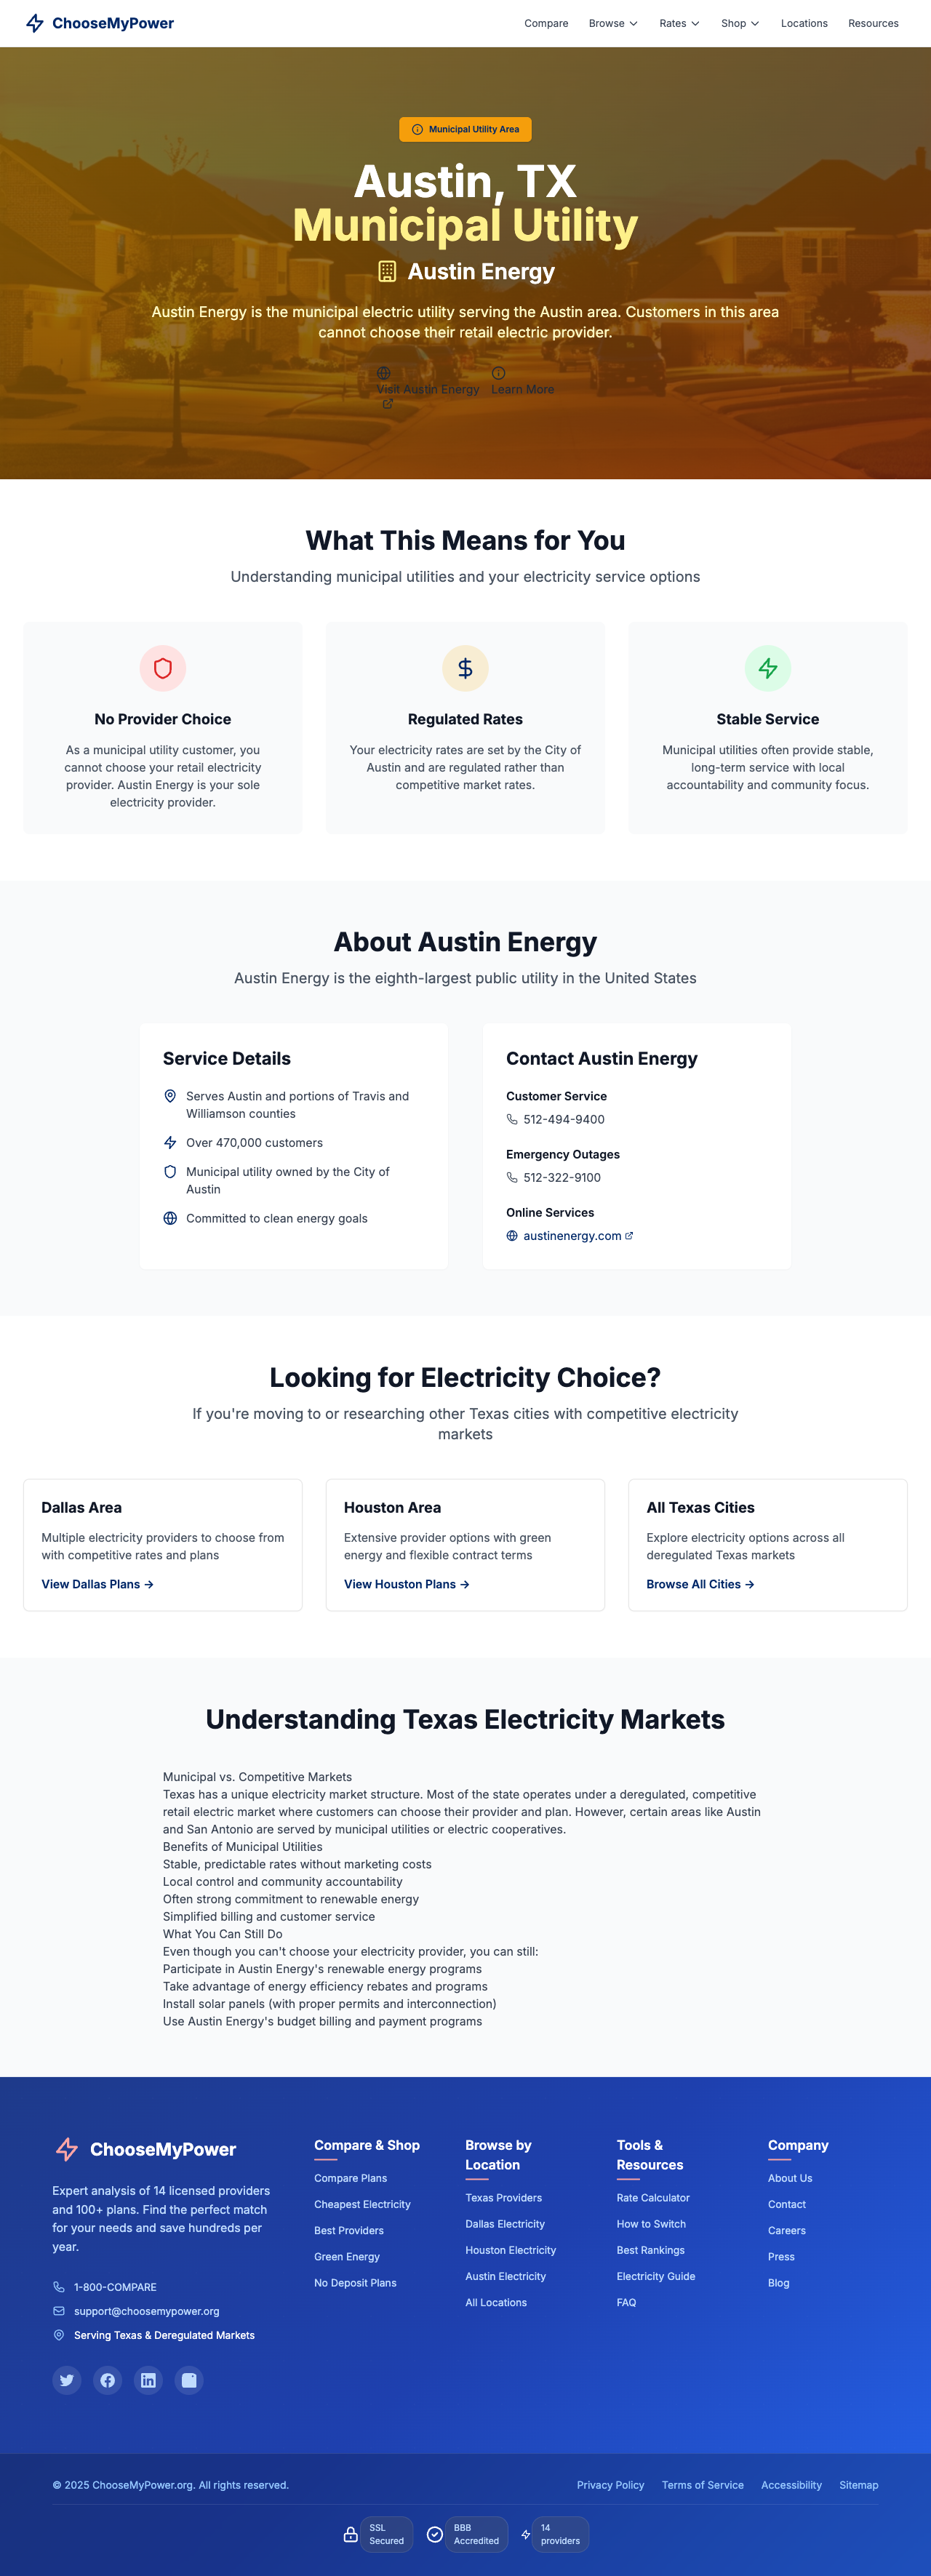 ChooseMyPower
Compare Browse Rates Shop Locations Resources
Municipal Utility Area
Austin, TX
Municipal Utility
Austin Energy
Austin Energy is the municipal electric utility serving the Austin area. Customers in this area
cannot choose their retail electric provider.
Visit Austin Energy
Learn More
What This Means for You
Understanding municipal utilities and your electricity service options
No Provider Choice
As a municipal utility customer, you
cannot choose your retail electricity
provider. Austin Energy is your sole
electricity provider.
Regulated Rates
Your electricity rates are set by the City of
Austin and are regulated rather than
competitive market rates.
Stable Service
Municipal utilities often provide stable,
long-term service with local
accountability and community focus.
About Austin Energy
Austin Energy is the eighth-largest public utility in the United States
Service Details
Serves Austin and portions of Travis and
Williamson counties
Over 470,000 customers
Municipal utility owned by the City of
Austin
Committed to clean energy goals
Contact Austin Energy
Customer Service
512-494-9400
Emergency Outages
512-322-9100
Online Services
austinenergy.com
Looking for Electricity Choice?
If you're moving to or researching other Texas cities with competitive electricity
markets
Dallas Area
Multiple electricity providers to choose from
with competitive rates and plans
View Dallas Plans →
Houston Area
Extensive provider options with green
energy and flexible contract terms
View Houston Plans →
All Texas Cities
Explore electricity options across all
deregulated Texas markets
Browse All Cities →
Understanding Texas Electricity Markets
Municipal vs. Competitive Markets
Texas has a unique electricity market structure. Most of the state operates under a deregulated, competitive
retail electric market where customers can choose their provider and plan. However, certain areas like Austin
and San Antonio are served by municipal utilities or electric cooperatives.
Benefits of Municipal Utilities
Stable, predictable rates without marketing costs
Local control and community accountability
Often strong commitment to renewable energy
Simplified billing and customer service
What You Can Still Do
Even though you can't choose your electricity provider, you can still:
Participate in Austin Energy's renewable energy programs
Take advantage of energy efficiency rebates and programs
Install solar panels (with proper permits and interconnection)
Use Austin Energy's budget billing and payment programs
ChooseMyPower
Expert analysis of 14 licensed providers
and 100+ plans. Find the perfect match
for your needs and save hundreds per
year.
1-800-COMPARE
support@choosemypower.org
Serving Texas & Deregulated Markets
Compare & Shop
Compare Plans
Cheapest Electricity
Best Providers
Green Energy
No Deposit Plans
Browse by
Location
Texas Providers
Dallas Electricity
Houston Electricity
Austin Electricity
All Locations
Tools &
Resources
Rate Calculator
How to Switch
Best Rankings
Electricity Guide
FAQ
Company
About Us
Contact
Careers
Press
Blog
© 2025 ChooseMyPower.org. All rights reserved.
Privacy Policy Terms of Service Accessibility Sitemap
SSL
Secured
BBB
Accredited
14
providers